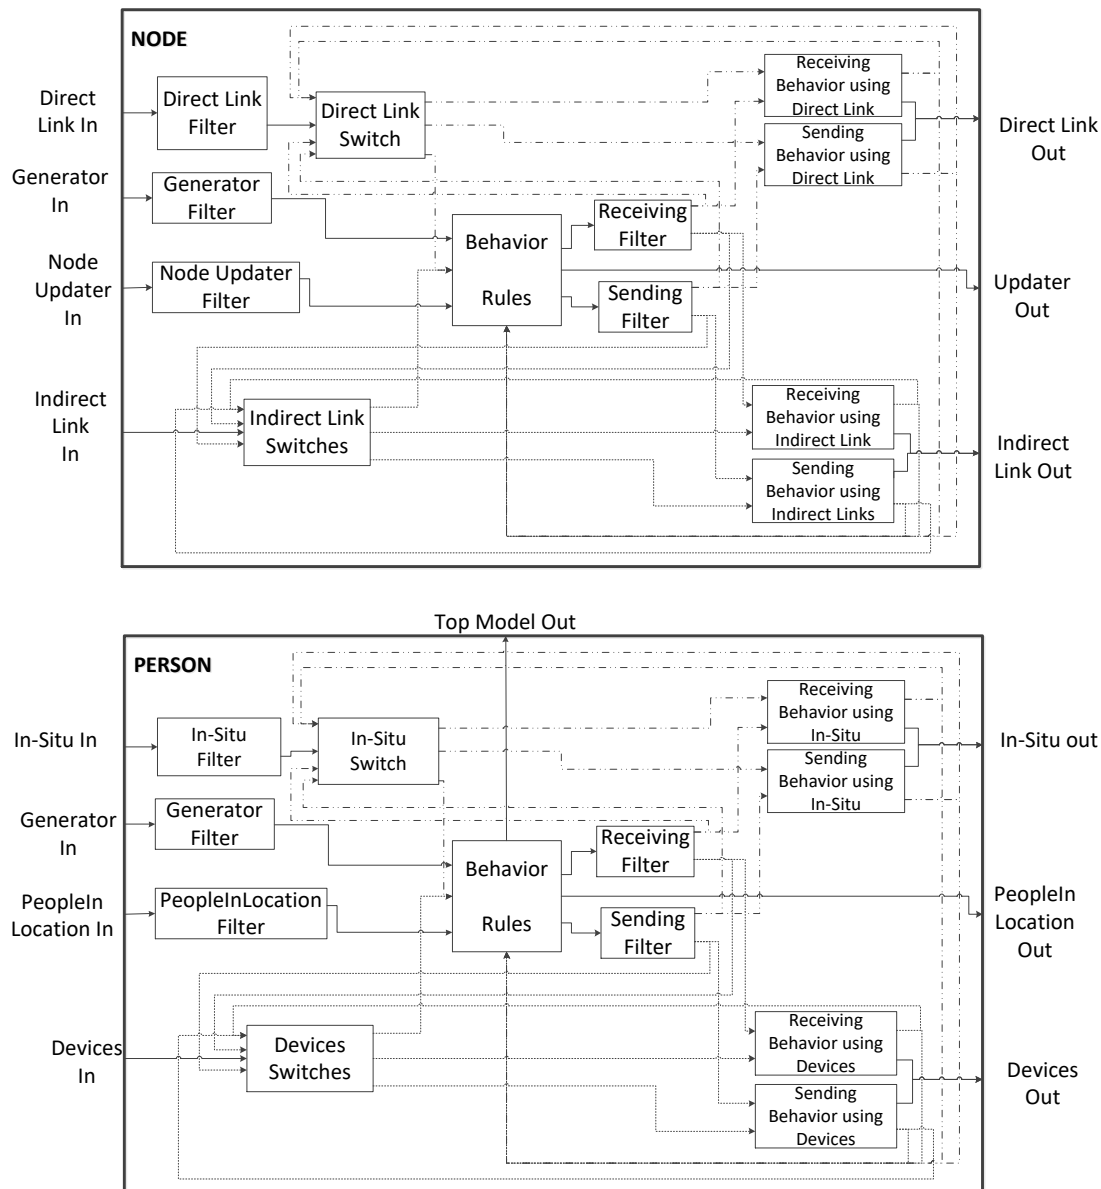 NODE
Direct
Link In
Direct Link
Filter
Direct Link
Switch
Receiving
Behavior using
Direct Link
Sending
Behavior using
Direct Link
Direct Link
Out
Generator
In
Generator
Filter
Node
Updater
In
Node Updater
Filter
Behavior
Rules
Receiving
Filter
Sending
Filter
Updater
Out
Indirect
Link
In
Indirect Link
Switches
Receiving
Behavior using
Indirect Link
Sending
Behavior using
Indirect Links
Indirect
Link Out
Top Model Out
PERSON
In-Situ In
In-Situ
Filter
In-Situ
Switch
Receiving
Behavior using
In-Situ
Sending
Behavior using
In-Situ
In-Situ out
Generator
In
Generator
Filter
PeopleIn
Location In
PeopleInLocation
Filter
Behavior
Rules
Receiving
Filter
Sending
Filter
PeopleIn
Location
Out
Devices
In
Devices
Switches
Receiving
Behavior using
Devices
Sending
Behavior using
Devices
Devices
Out